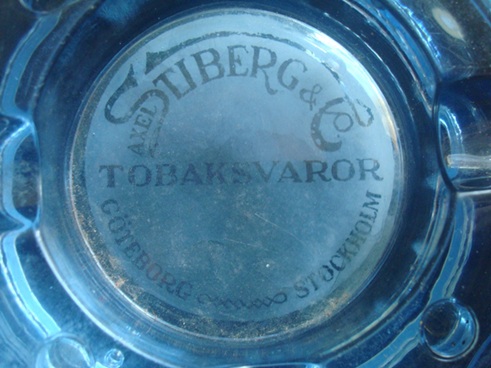 AXEL STIBERG & Co
TOBAKSVAROR
GÖTEBORG STOCKHOLM